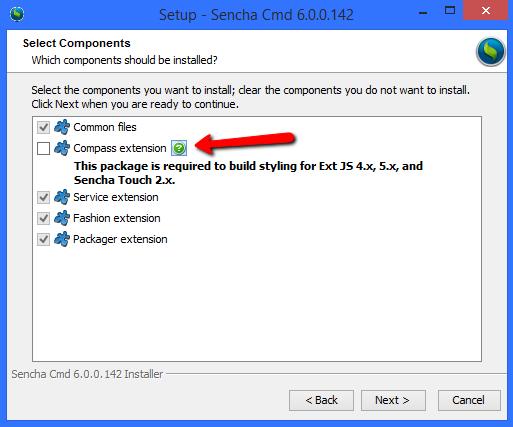 Setup - Sencha Cmd 6.0.0.142
Select Components
Which components should be installed?
Select the components you want to install; clear the components you do not want to install.
Click Next when you are ready to continue.
Common files
Compass extension ?
This package is required to build styling for Ext JS 4.x, 5.x, and
Sencha Touch 2.x.
Service extension
Fashion extension
Packager extension
Sencha Cmd 6.0.0.142 Installer
< Back Next > Cancel